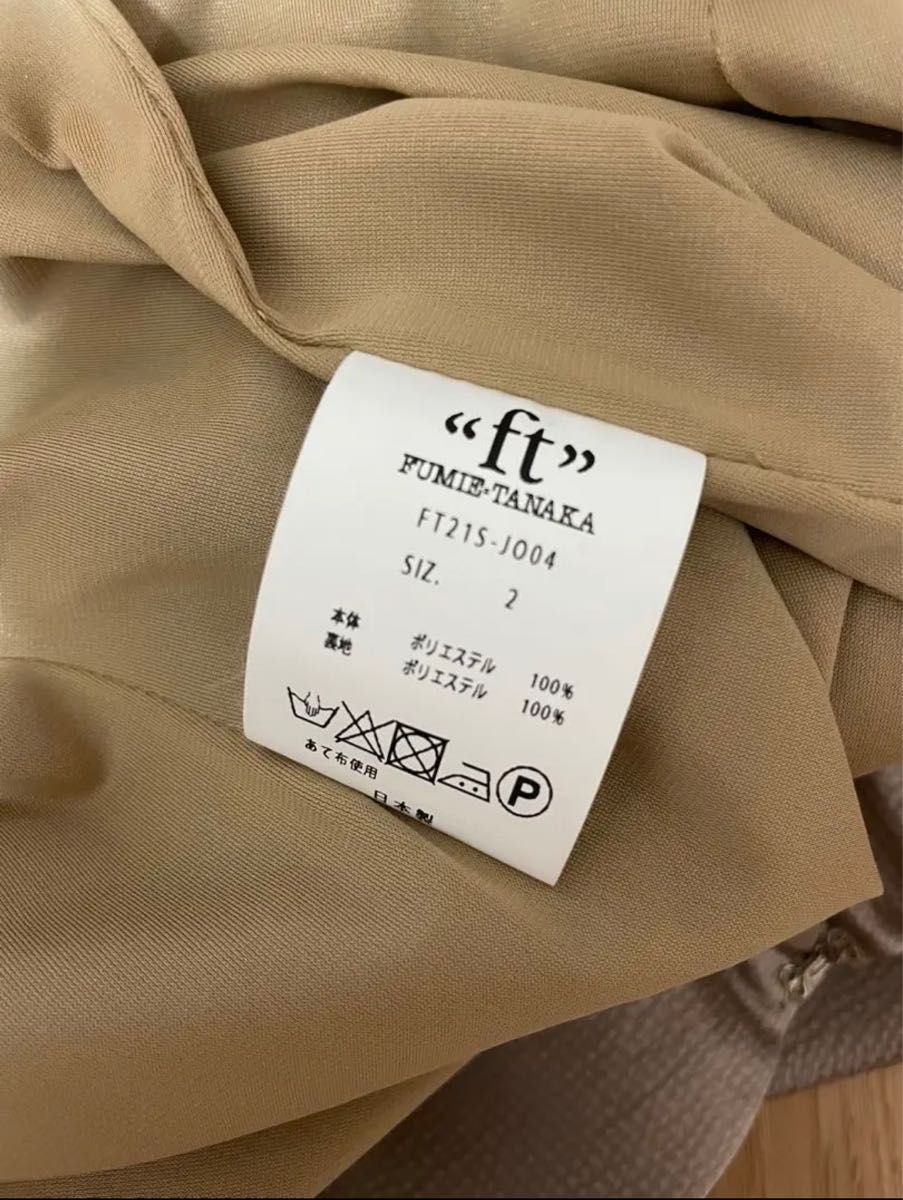 “ft”
FUMIE·TANAKA
FT21S-JO04
SIZ. 2
本体 ポリエステル 100%
裏地 ポリエステル 100%
P
あて布使用
日本製